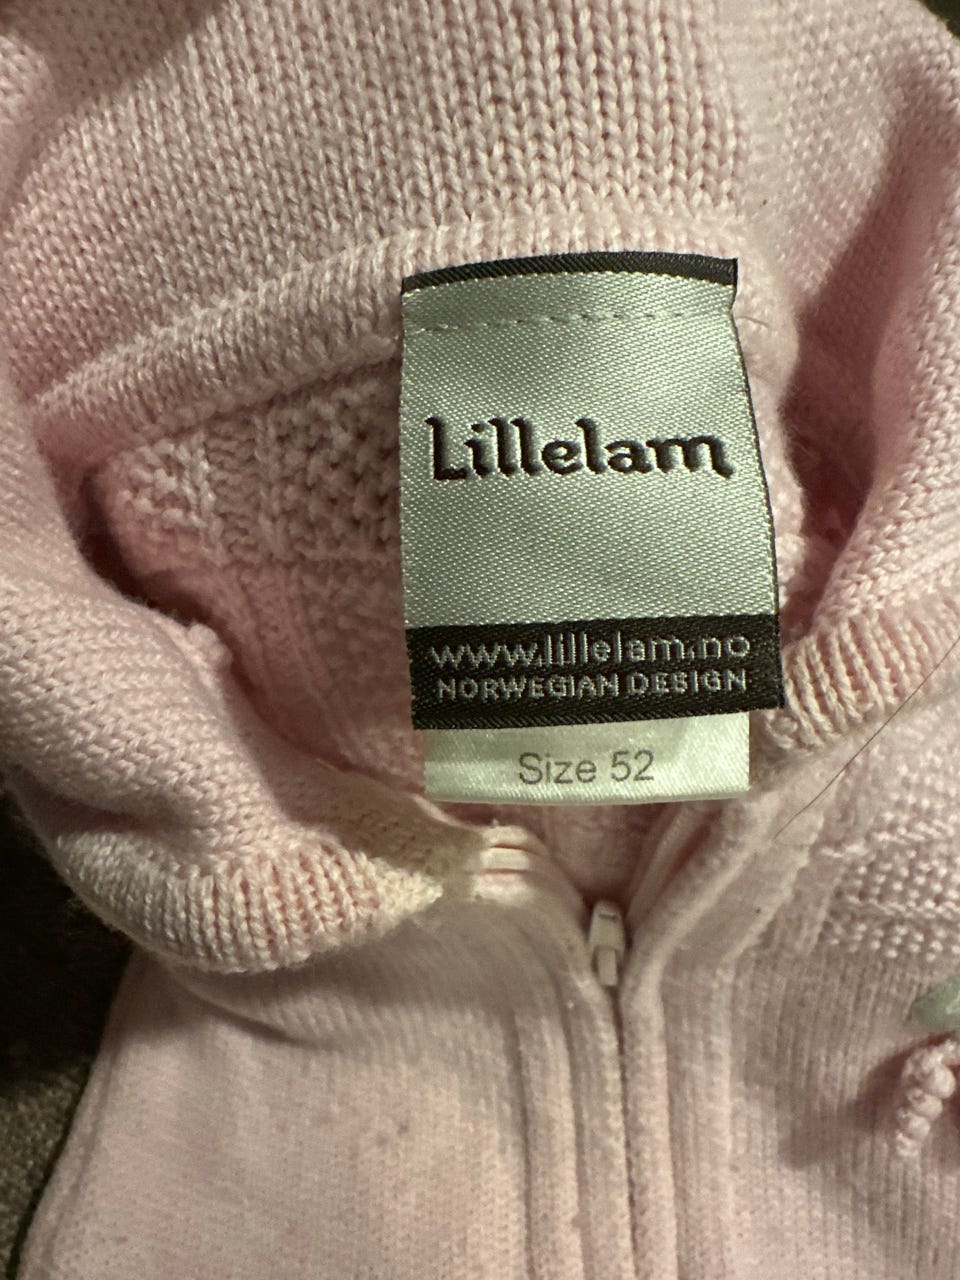 Lillelam
www.lillelam.no
NORWEGIAN DESIGN
Size 52